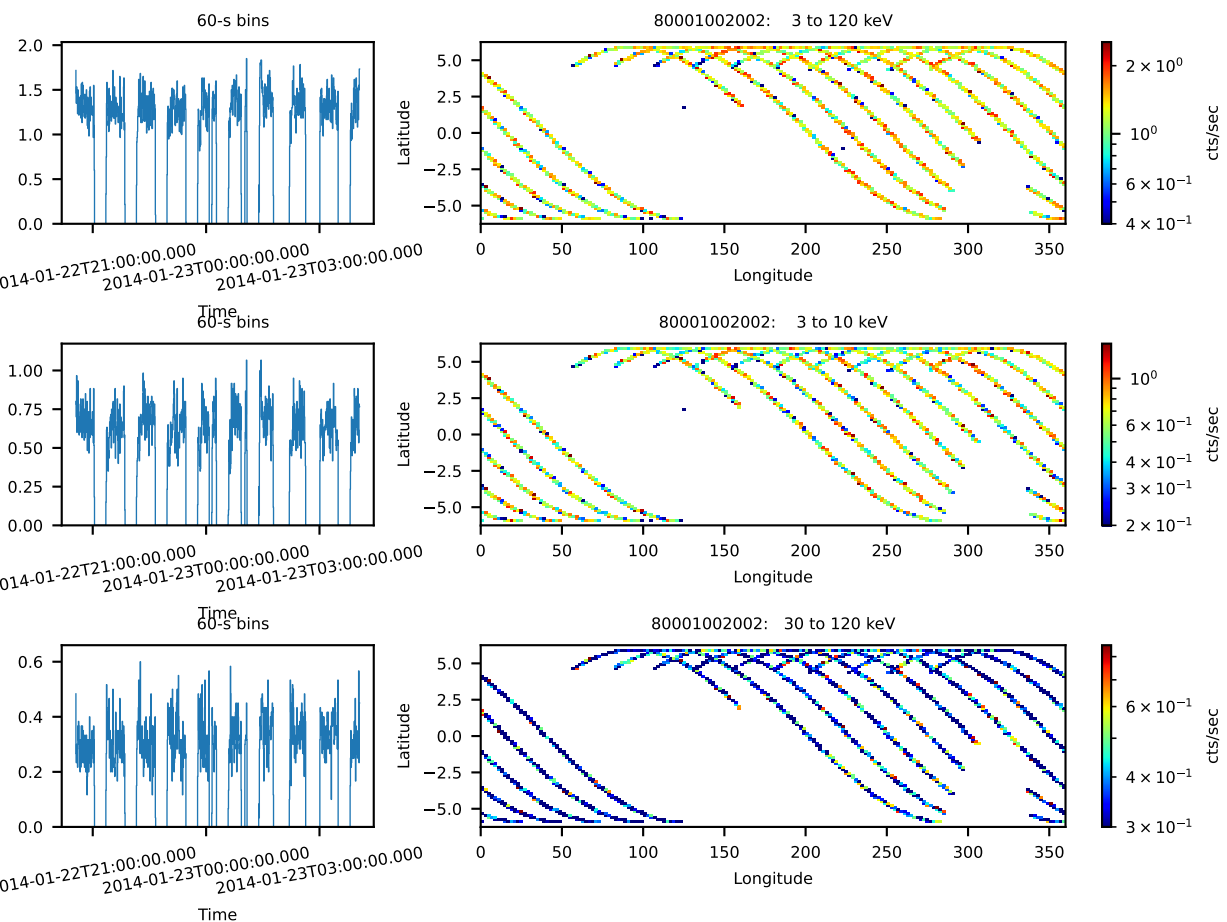 60-s bins
80001002002: 3 to 120 keV
2.0
1.5
1.0
0.5
0.0
014-01-22T21:00:00.000
2014-01-23T00:00:00.000
2014-01-23T03:00:00.000
Time
Latitude
5.0
2.5
0.0
−2.5
−5.0
0 50 100 150 200 250 300 350
Longitude
2 × 10⁰
10⁰
6 × 10⁻¹
4 × 10⁻¹
cts/sec
60-s bins
80001002002: 3 to 10 keV
1.00
0.75
0.50
0.25
0.00
014-01-22T21:00:00.000
2014-01-23T00:00:00.000
2014-01-23T03:00:00.000
Time
Latitude
5.0
2.5
0.0
−2.5
−5.0
0 50 100 150 200 250 300 350
Longitude
10⁰
6 × 10⁻¹
4 × 10⁻¹
3 × 10⁻¹
2 × 10⁻¹
cts/sec
60-s bins
80001002002: 30 to 120 keV
0.6
0.4
0.2
0.0
014-01-22T21:00:00.000
2014-01-23T00:00:00.000
2014-01-23T03:00:00.000
Time
Latitude
5.0
2.5
0.0
−2.5
−5.0
0 50 100 150 200 250 300 350
Longitude
6 × 10⁻¹
4 × 10⁻¹
3 × 10⁻¹
cts/sec